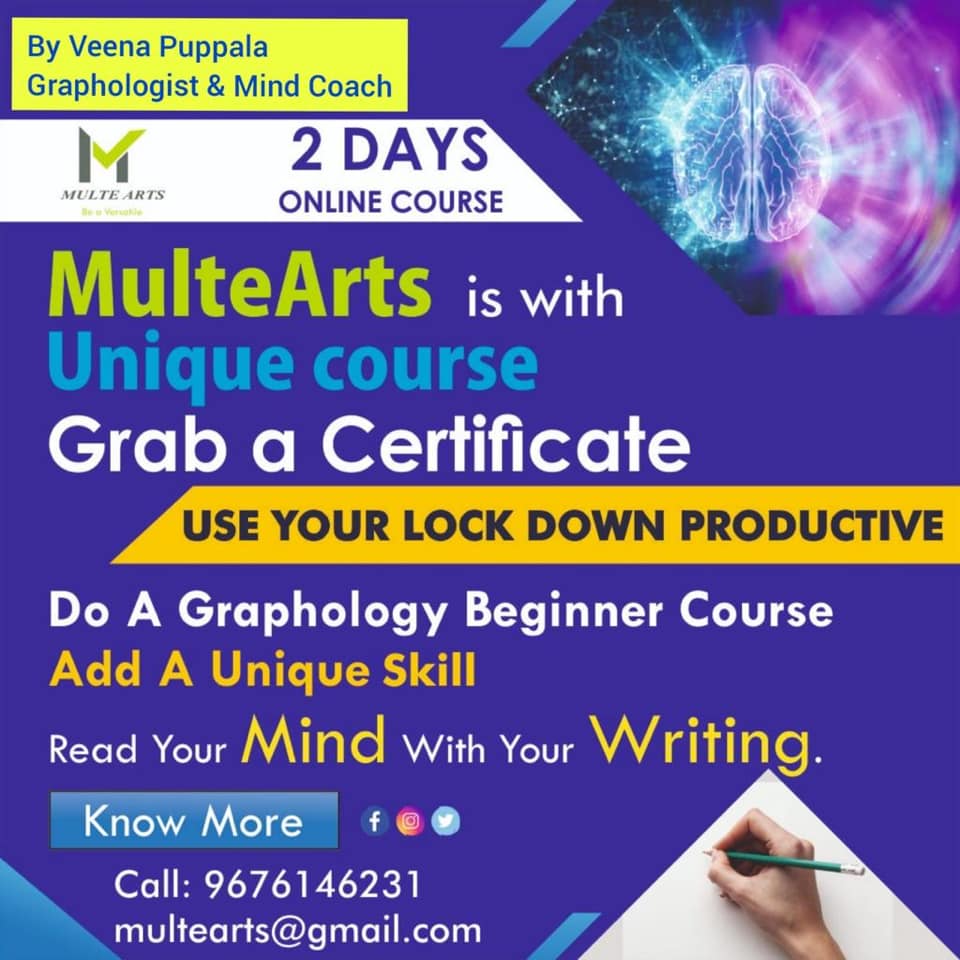 By Veena Puppala
Graphologist & Mind Coach
MULTE ARTS
Be a Versatile
2 DAYS
ONLINE COURSE
MulteArts is with
Unique course
Grab a Certificate
USE YOUR LOCK DOWN PRODUCTIVE
Do A Graphology Beginner Course
Add A Unique Skill
Read Your Mind With Your Writing.
Know More
Call: 9676146231
multearts@gmail.com